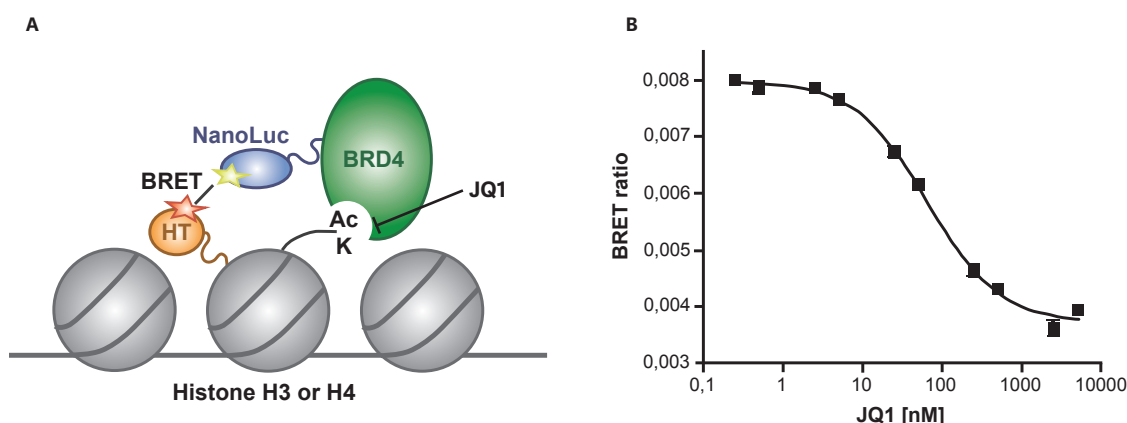 A
NanoLuc
BRET
BRD4
JQ1
HT
Ac
K
Histone H3 or H4
B
BRET ratio
0,008
0,007
0,006
0,005
0,004
0,003
0,1 1 10 100 1000 10000
JQ1 [nM]